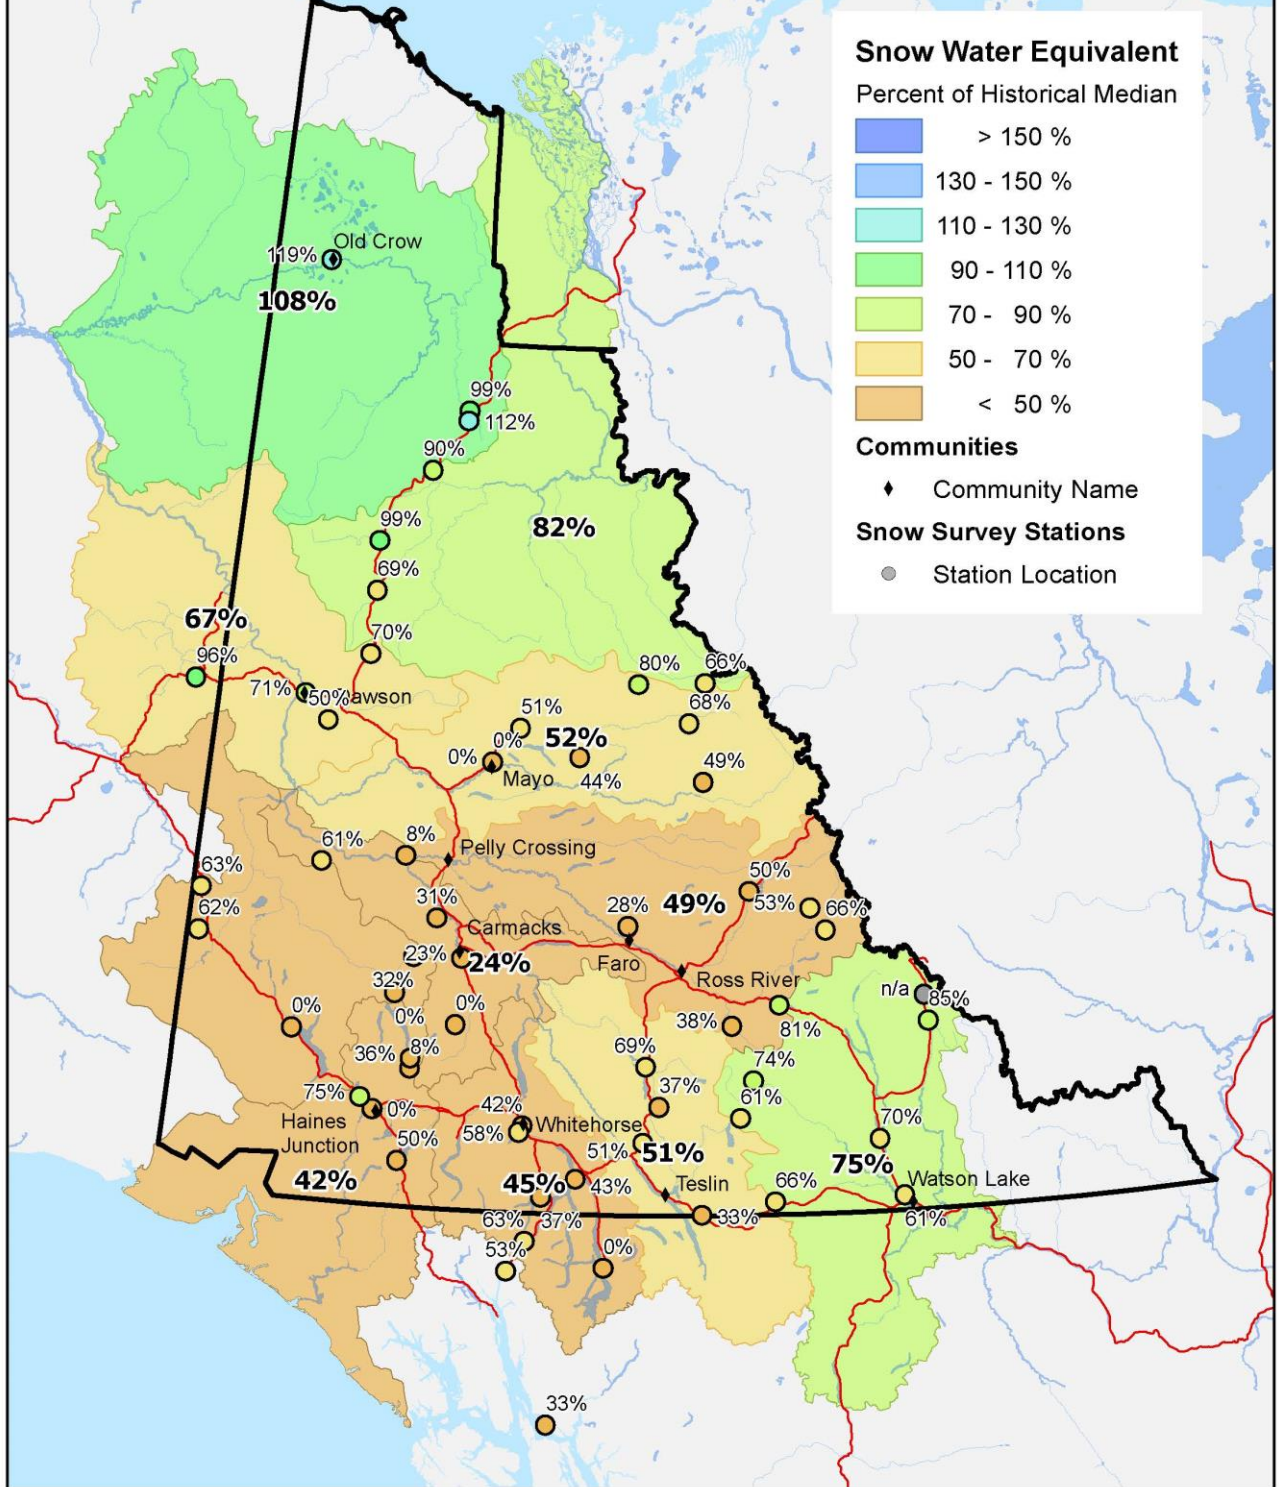 Snow Water Equivalent
Percent of Historical Median
> 150 %
130 - 150 %
110 - 130 %
90 - 110 %
70 - 90 %
50 - 70 %
< 50 %
Communities
Community Name
Snow Survey Stations
Station Location
Old Crow
119%
108%
99%
112%
90%
99%
82%
69%
67%
70%
96%
80%
66%
71%
50%
awson
51%
68%
0%
52%
0%
Mayo
44%
49%
61%
8%
Pelly Crossing
63%
50%
62%
31%
28%
49%
53%
66%
Carmacks
23%
24%
Faro
Ross River
32%
n/a
85%
0%
0%
0%
38%
81%
36%
8%
69%
74%
75%
0%
42%
37%
61%
Haines
Junction
58%
Whitehorse
70%
50%
51%
51%
75%
42%
45%
43%
Teslin
66%
Watson Lake
63%
37%
33%
61%
53%
0%
33%